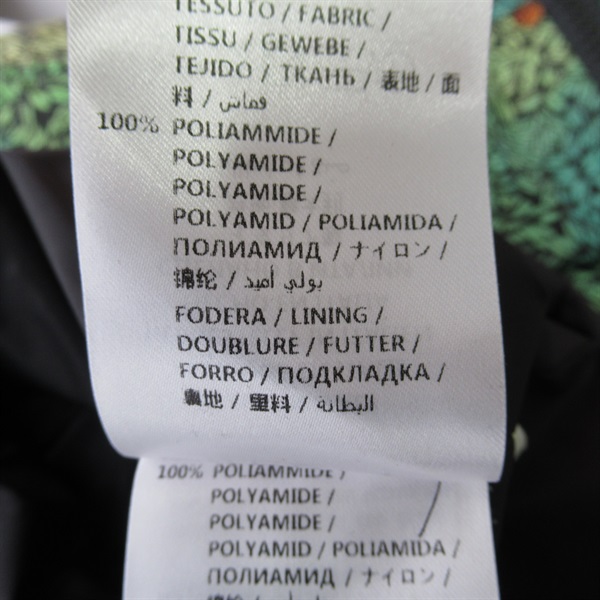 TESSUTO / FABRIC /
TISSU / GEWEBE /
TEJIDO / ТКАНЬ / 表地 / 面
料 / قماش
100% POLIAMMIDE /
POLYAMIDE /
POLYAMIDE /
POLYAMID / POLIAMIDA /
ПОЛИАМИД / ナイロン /
锦纶 / بولي أميد
FODERA / LINING /
DOUBLURE / FUTTER /
FORRO / ПОДКЛАДКА /
裏地 / 里料 / البطانة
100% POLIAMMIDE /
POLYAMIDE /
POLYAMIDE /
POLYAMID / POLIAMIDA /
ПОЛИАМИД / ナイロン /
锦纶 /